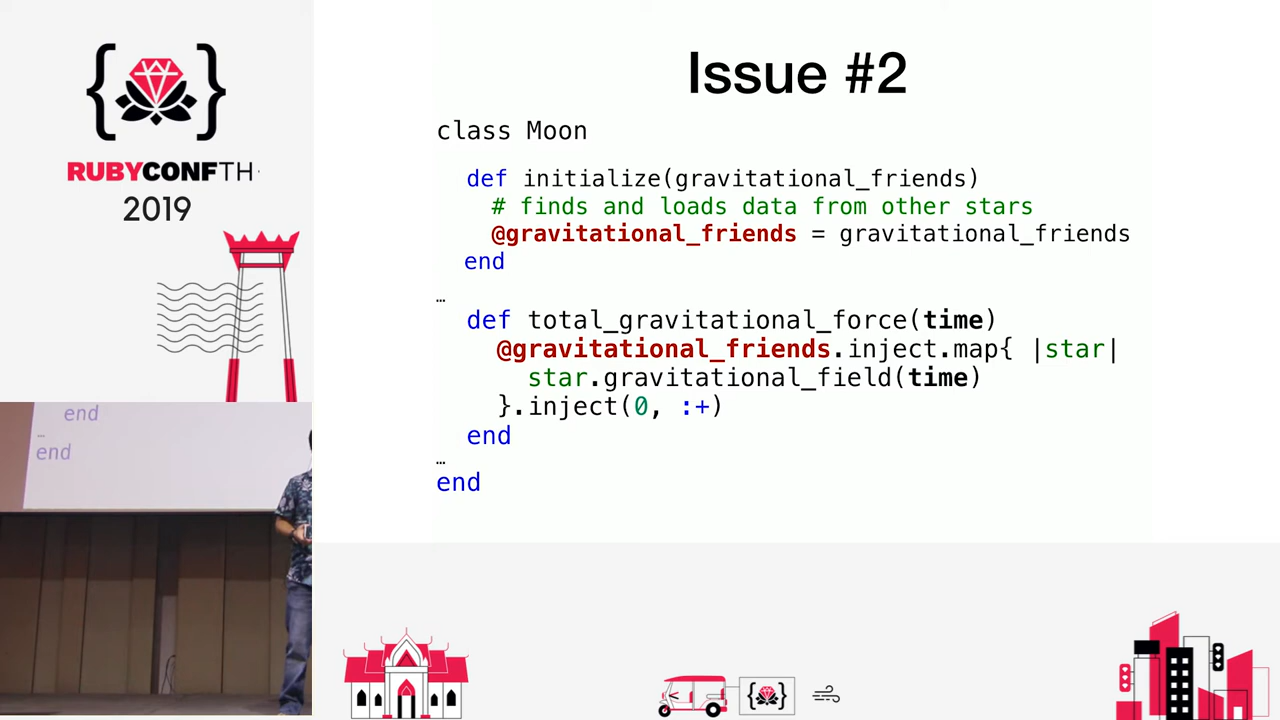 RUBYCONFTH
2019
Issue #2
class Moon
def initialize(gravitational_friends)
# finds and loads data from other stars
@gravitational_friends = gravitational_friends
end
…
def total_gravitational_force(time)
@gravitational_friends.inject.map{ |star|
star.gravitational_field(time)
}.inject(0, :+)
end
…
end
end
…
end